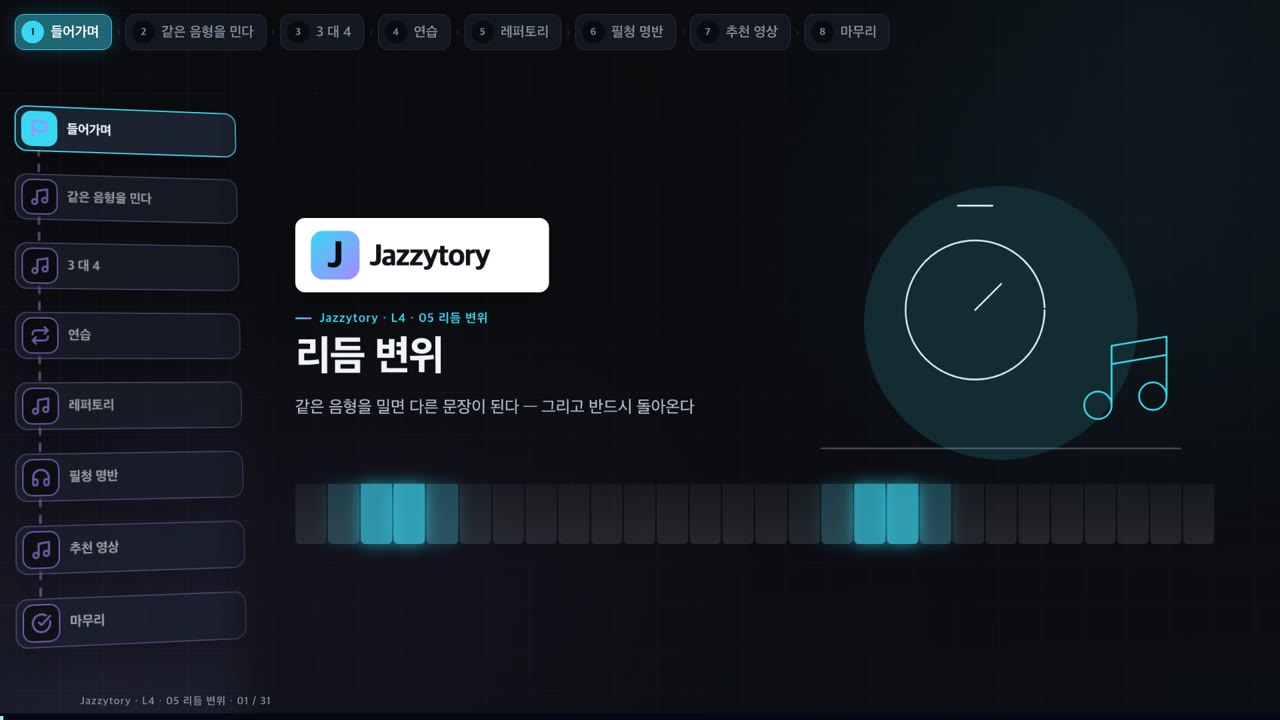 1 들어가며
2 같은 음형을 민다
3 3 대 4
4 연습
5 레퍼토리
6 필청 명반
7 추천 영상
8 마무리
들어가며
같은 음형을 민다
3 대 4
연습
레퍼토리
필청 명반
추천 영상
마무리
J Jazzytory
Jazzytory · L4 · 05 리듬 변위
리듬 변위
같은 음형을 밀면 다른 문장이 된다 — 그리고 반드시 돌아온다
Jazzytory · L4 · 05 리듬 변위 · 01 / 31